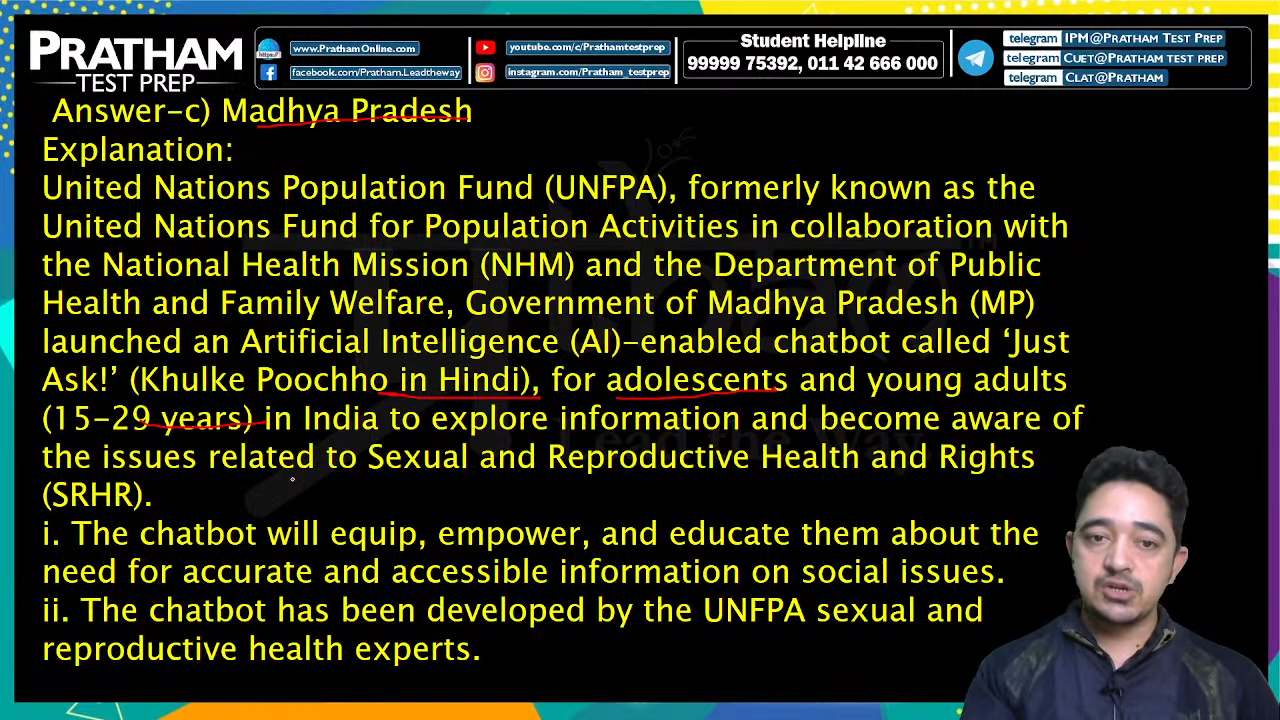 PRATHAM
TEST PREP
https://
www.PrathamOnline.com
facebook.com/Pratham.Leadtheway
youtube.com/c/Prathamtestprep
instagram.com/Pratham_testprep
Student Helpline
99999 75392, 011 42 666 000
telegram IPM@PRATHAM TEST PREP
telegram CUET@PRATHAM TEST PREP
telegram CLAT@PRATHAM
Answer-c) Madhya Pradesh
Explanation:
United Nations Population Fund (UNFPA), formerly known as the
United Nations Fund for Population Activities in collaboration with
the National Health Mission (NHM) and the Department of Public
Health and Family Welfare, Government of Madhya Pradesh (MP)
launched an Artificial Intelligence (AI)-enabled chatbot called ‘Just
Ask!’ (Khulke Poochho in Hindi), for adolescents and young adults
(15-29 years) in India to explore information and become aware of
the issues related to Sexual and Reproductive Health and Rights
(SRHR).
i. The chatbot will equip, empower, and educate them about the
need for accurate and accessible information on social issues.
ii. The chatbot has been developed by the UNFPA sexual and
reproductive health experts.
TM
Lead the Way